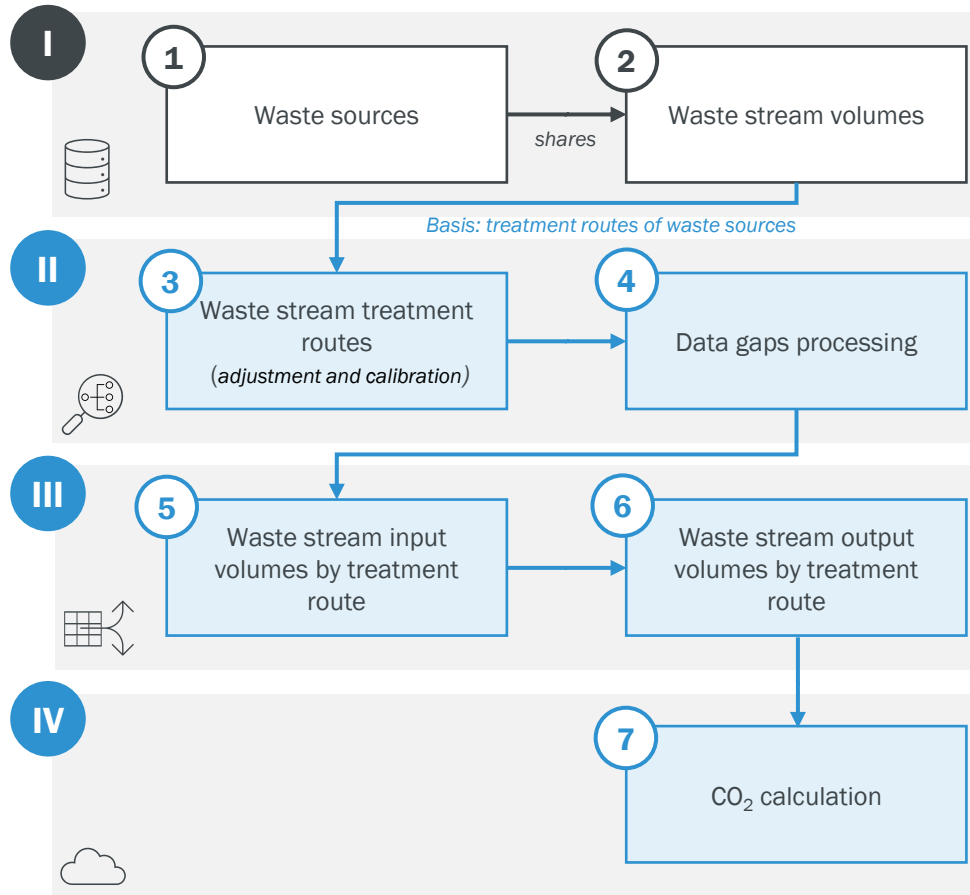 I
1
Waste sources
shares
2
Waste stream volumes
Basis: treatment routes of waste sources
II
3
Waste stream treatment
routes
(adjustment and calibration)
4
Data gaps processing
III
5
Waste stream input
volumes by treatment
route
6
Waste stream output
volumes by treatment
route
IV
7
CO₂ calculation